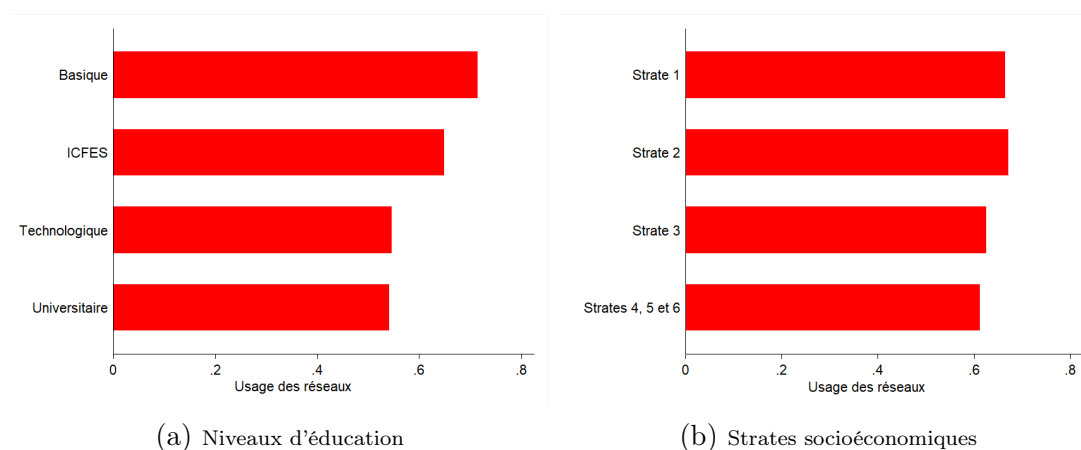 Basique
ICFES
Technologique
Universitaire
0 .2 .4 .6 .8
Usage des réseaux
(a) Niveaux d'éducation
Strate 1
Strate 2
Strate 3
Strates 4, 5 et 6
0 .2 .4 .6 .8
Usage des réseaux
(b) Strates socioéconomiques